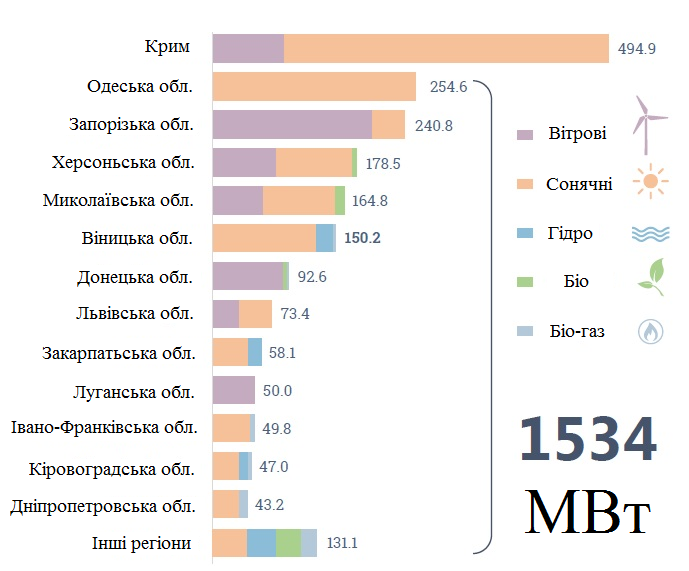 Крим
494.9
Одеська обл.
254.6
Запорізька обл.
240.8
Херсоньська обл.
178.5
Миколаївська обл.
164.8
Віницька обл.
150.2
Донецька обл.
92.6
Львівська обл.
73.4
Закарпатьська обл.
58.1
Луганська обл.
50.0
Івано-Франківська обл.
49.8
Кіровоградська обл.
47.0
Дніпропетровська обл.
43.2
Інші регіони
131.1
Вітрові
Сонячні
Гідро
Біо
Біо-газ
1534
МВт